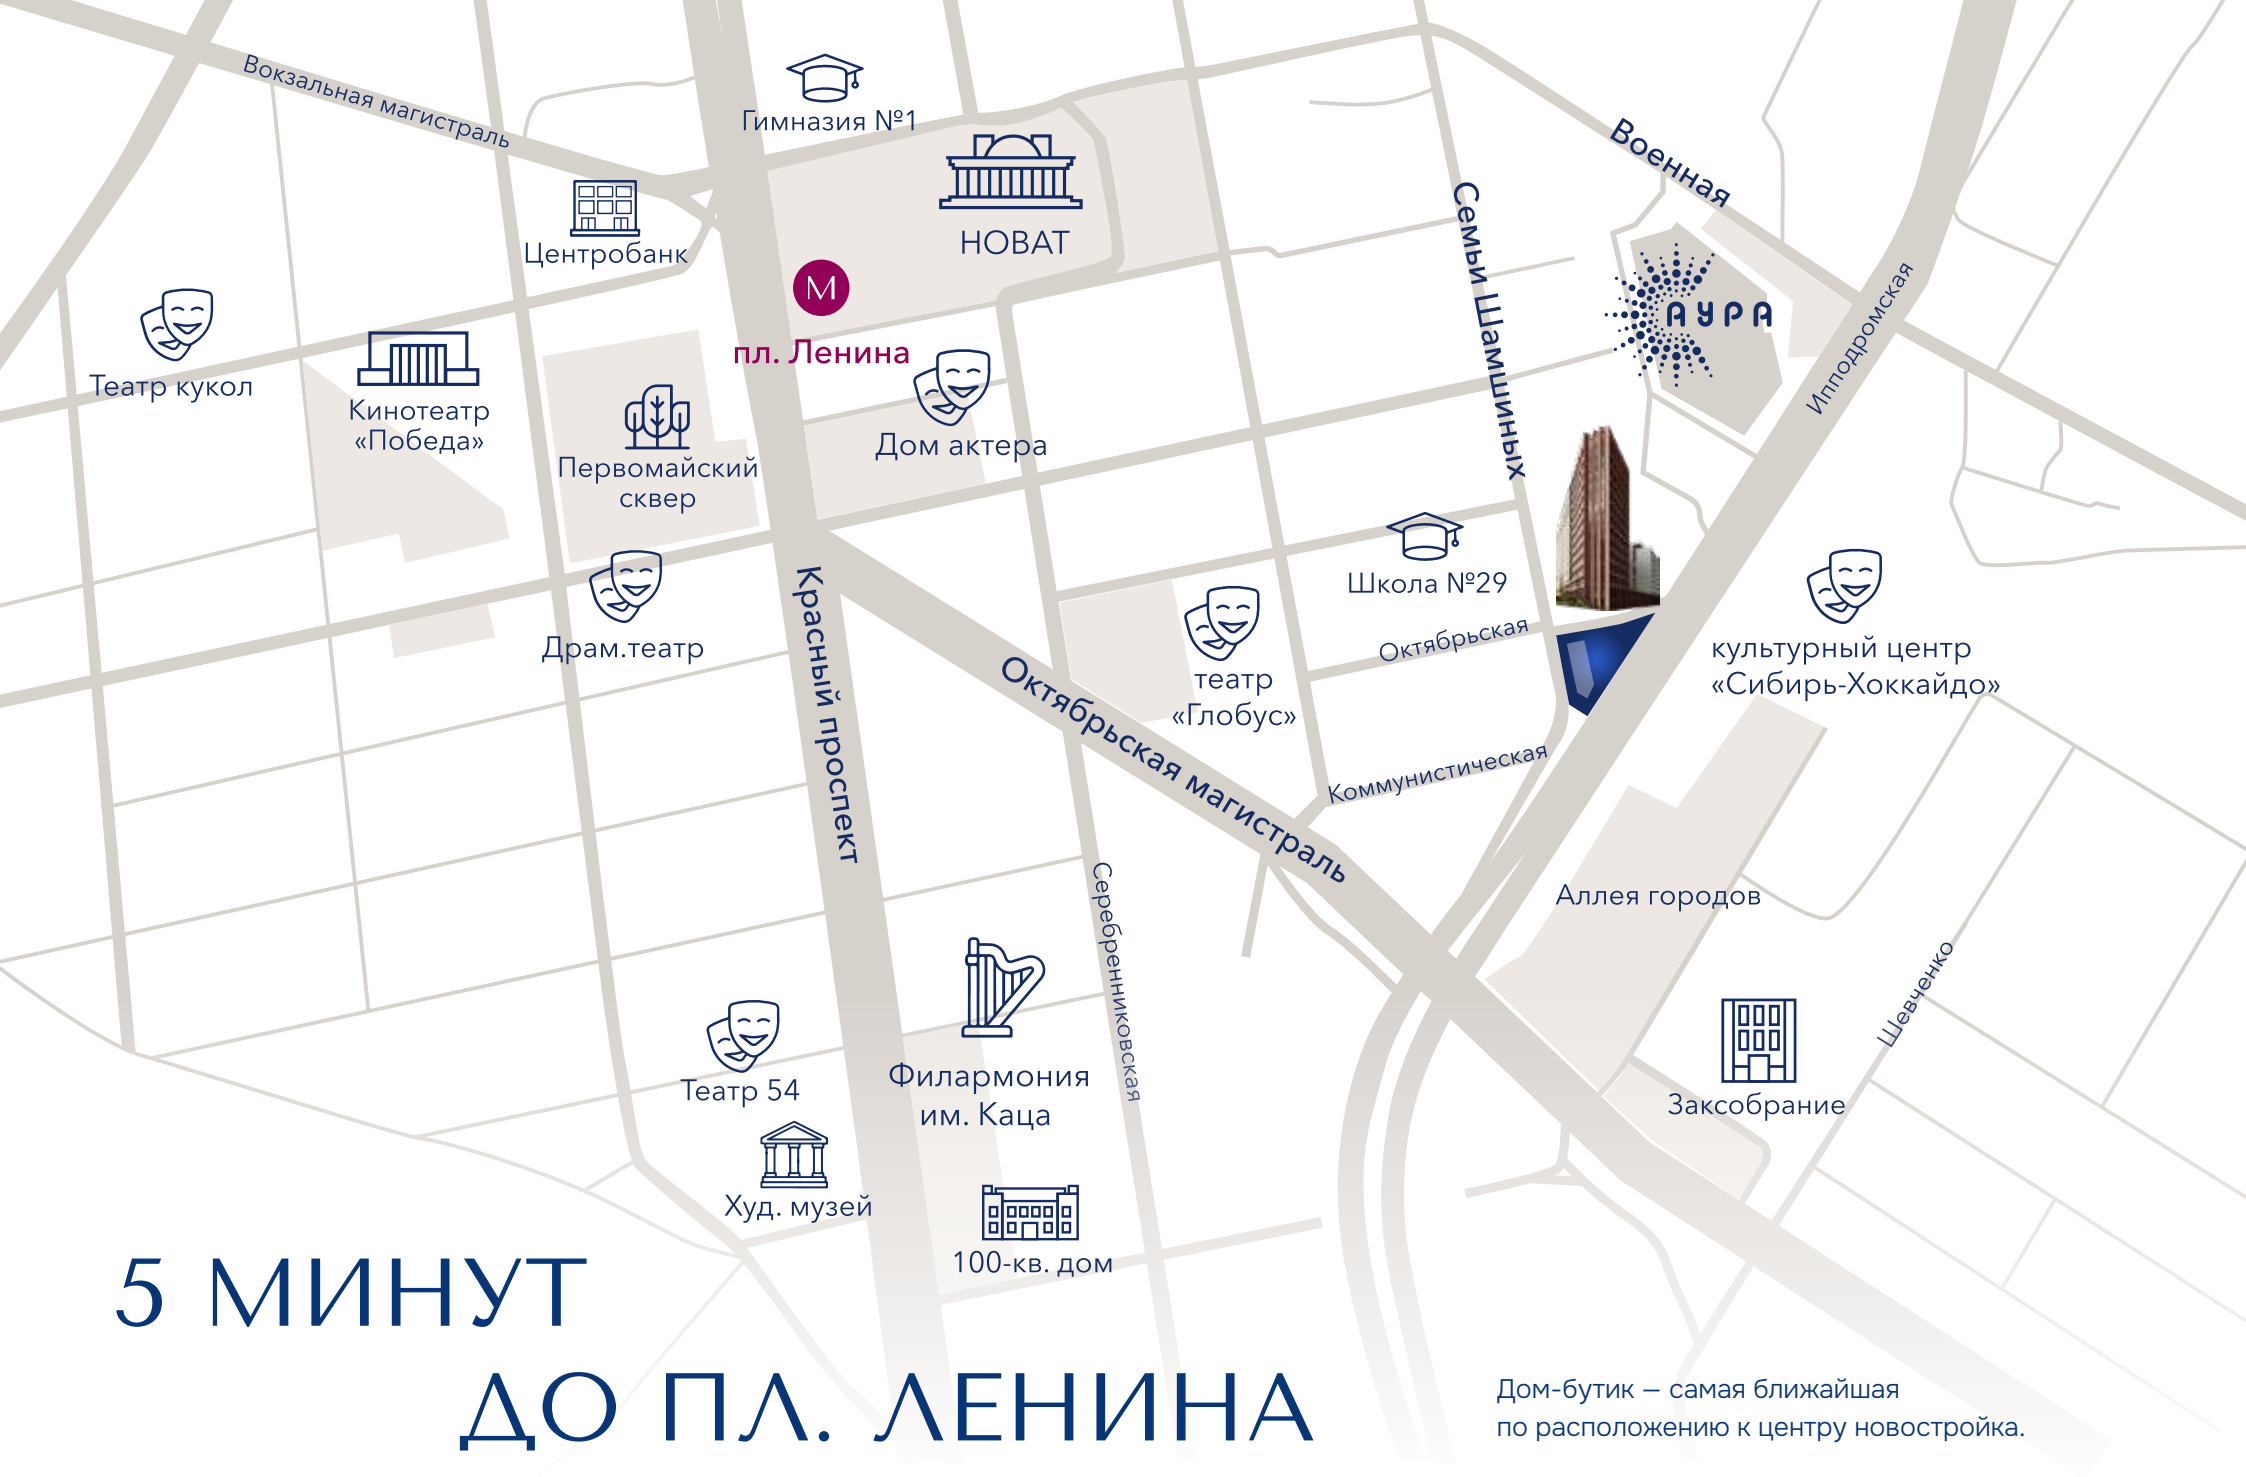 Вокзальная магистраль
Гимназия №1
Военная
Центробанк
НОВАТ
Семьи Шамшиных
М
пл. Ленина
АУРА
Ипподромская
Театр кукол
Кинотеатр
«Победа»
Первомайский
сквер
Дом актера
Драм.театр
Красный проспект
Октябрьская магистраль
Школа №29
Октябрьская
театр
«Глобус»
Коммунистическая
культурный центр
«Сибирь-Хоккайдо»
Аллея городов
Серебренниковская
Шевченко
Филармония
им. Каца
Театр 54
Заксобрание
Худ. музей
100-кв. дом
5 МИНУТ
ДО ПЛ. ЛЕНИНА
Дом-бутик — самая ближайшая
по расположению к центру новостройка.